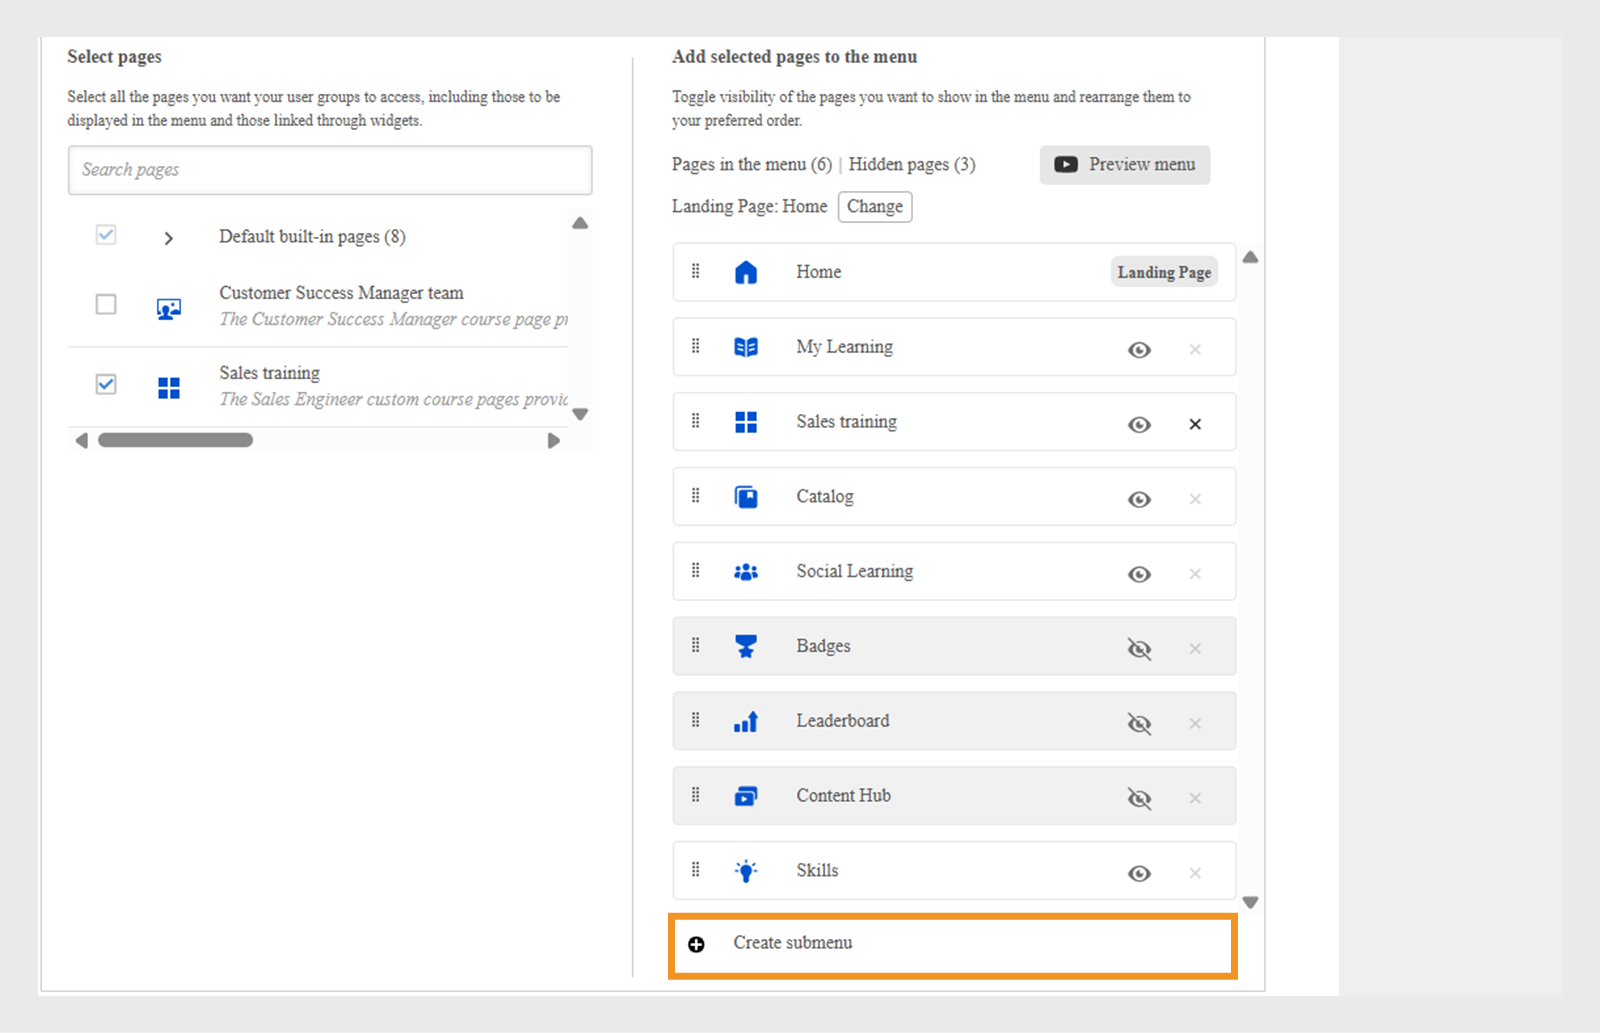 Select pages
Select all the pages you want your user groups to access, including those to be
displayed in the menu and those linked through widgets.
Search pages
Default built-in pages (8)
Customer Success Manager team
The Customer Success Manager course page
Sales training
The Sales Engineer custom course pages
Add selected pages to the menu
Toggle visibility of the pages you want to show in the menu and rearrange them to
your preferred order.
Pages in the menu (6) | Hidden pages (3)
Preview menu
Landing Page: Home Change
Home
Landing Page
My Learning
Sales training
Catalog
Social Learning
Badges
Leaderboard
Content Hub
Skills
Create submenu